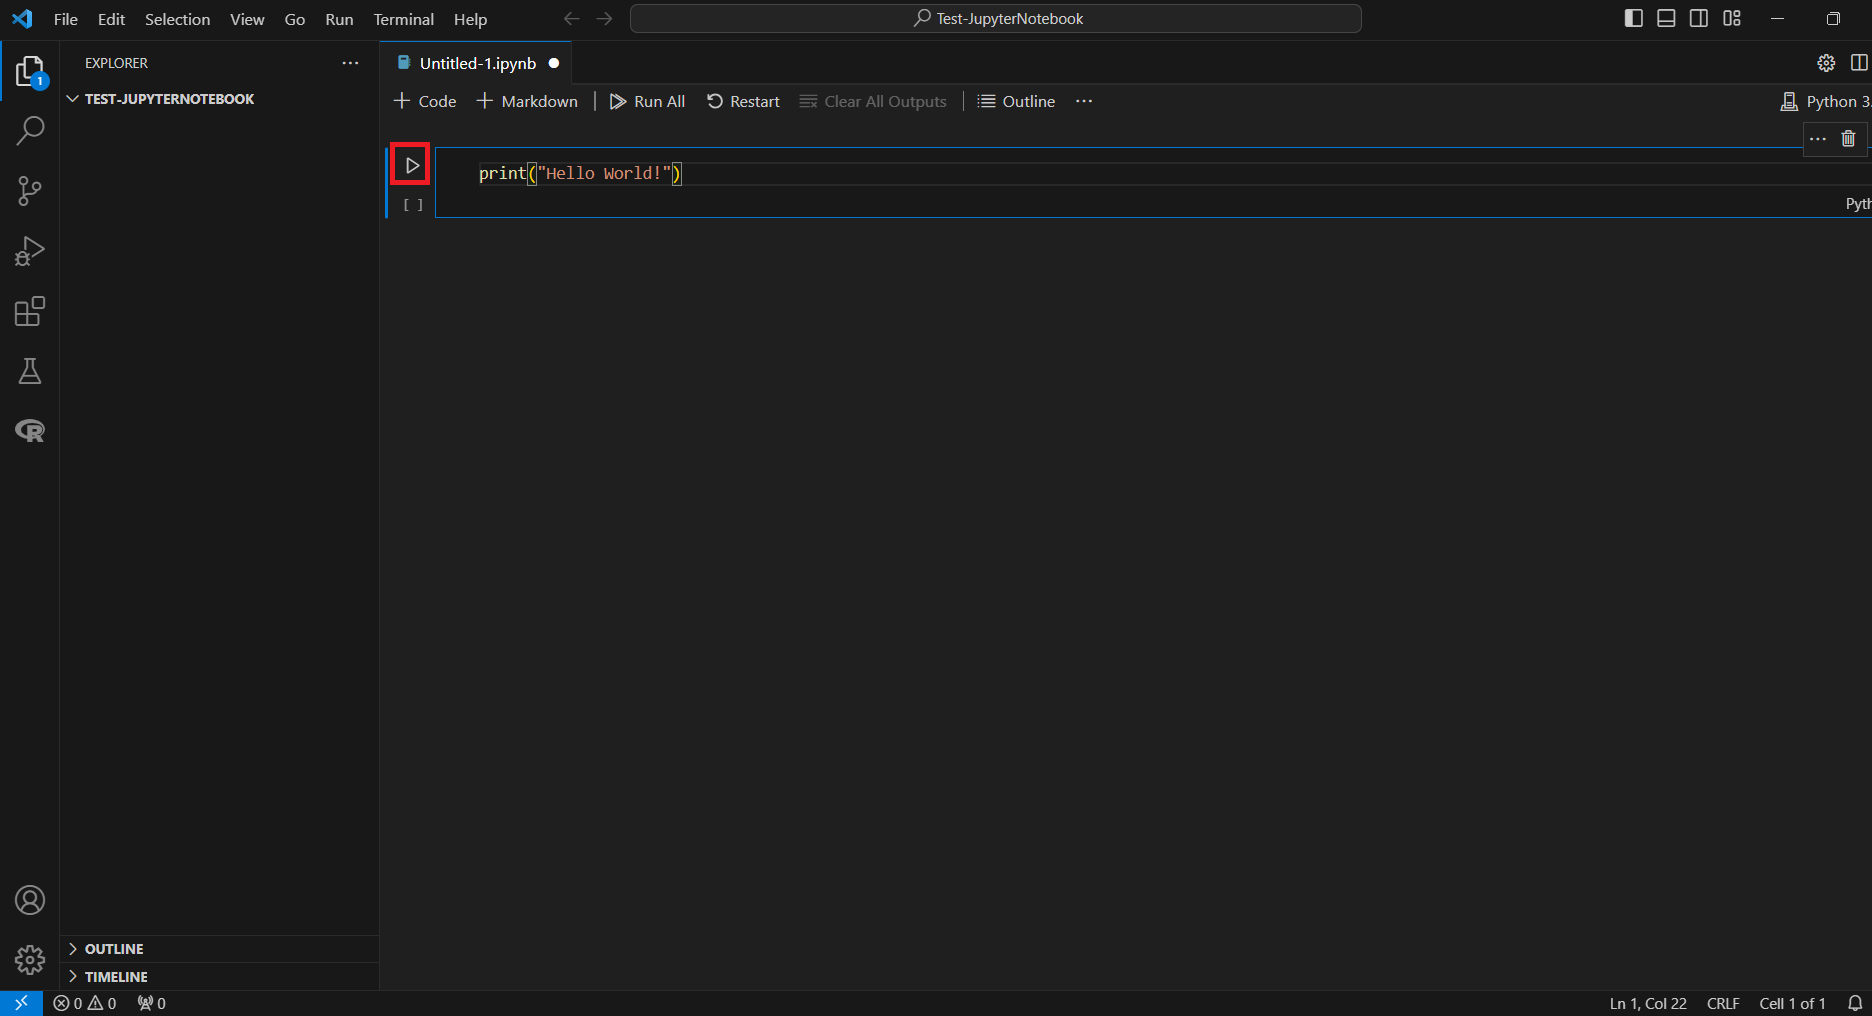 File Edit Selection View Go Run Terminal Help
Test-JupyterNotebook
EXPLORER
1
TEST-JUPYTERNOTEBOOK
Untitled-1.ipynb
Code Markdown Run All Restart Clear All Outputs Outline
Python 3.
print("Hello World!")
[ ]
Pyth
R
OUTLINE
TIMELINE
0 0 0
Ln 1, Col 22 CRLF Cell 1 of 1